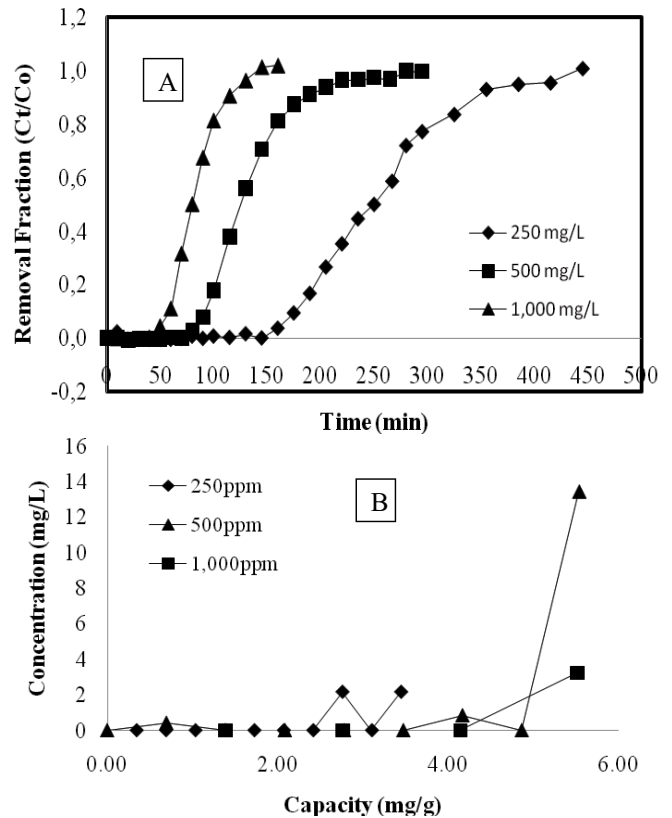 1,2
1,0
0,8
0,6
0,4
0,2
0,0
-0,2
Removal Fraction (Ct/Co)
A
250 mg/L
500 mg/L
1,000 mg/L
0 50 100 150 200 250 300 350 400 450 500
Time (min)
16
14
12
10
8
6
4
2
0
Concentration (mg/L)
250ppm
500ppm
1,000ppm
B
0.00 2.00 4.00 6.00
Capacity (mg/g)